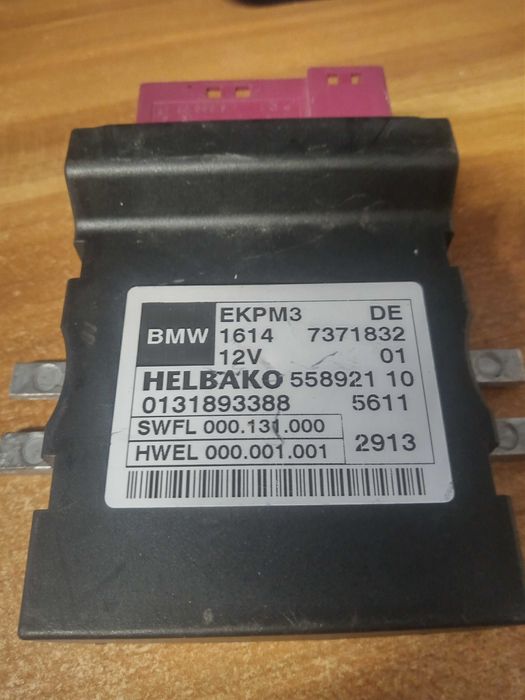 BMW
EKPM3 DE
1614 7371832
12V 01
HELBAKO 558921 10
0131893388 5611
SWFL 000.131.000
HWEL 000.001.001
2913